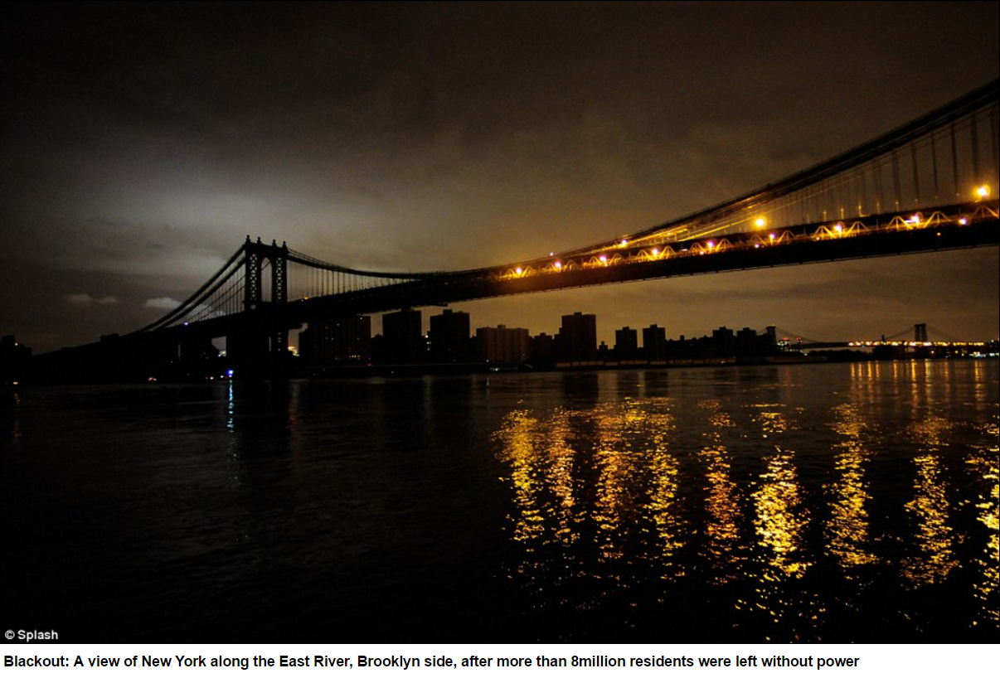 © Splash
Blackout: A view of New York along the East River, Brooklyn side, after more than 8million residents were left without power